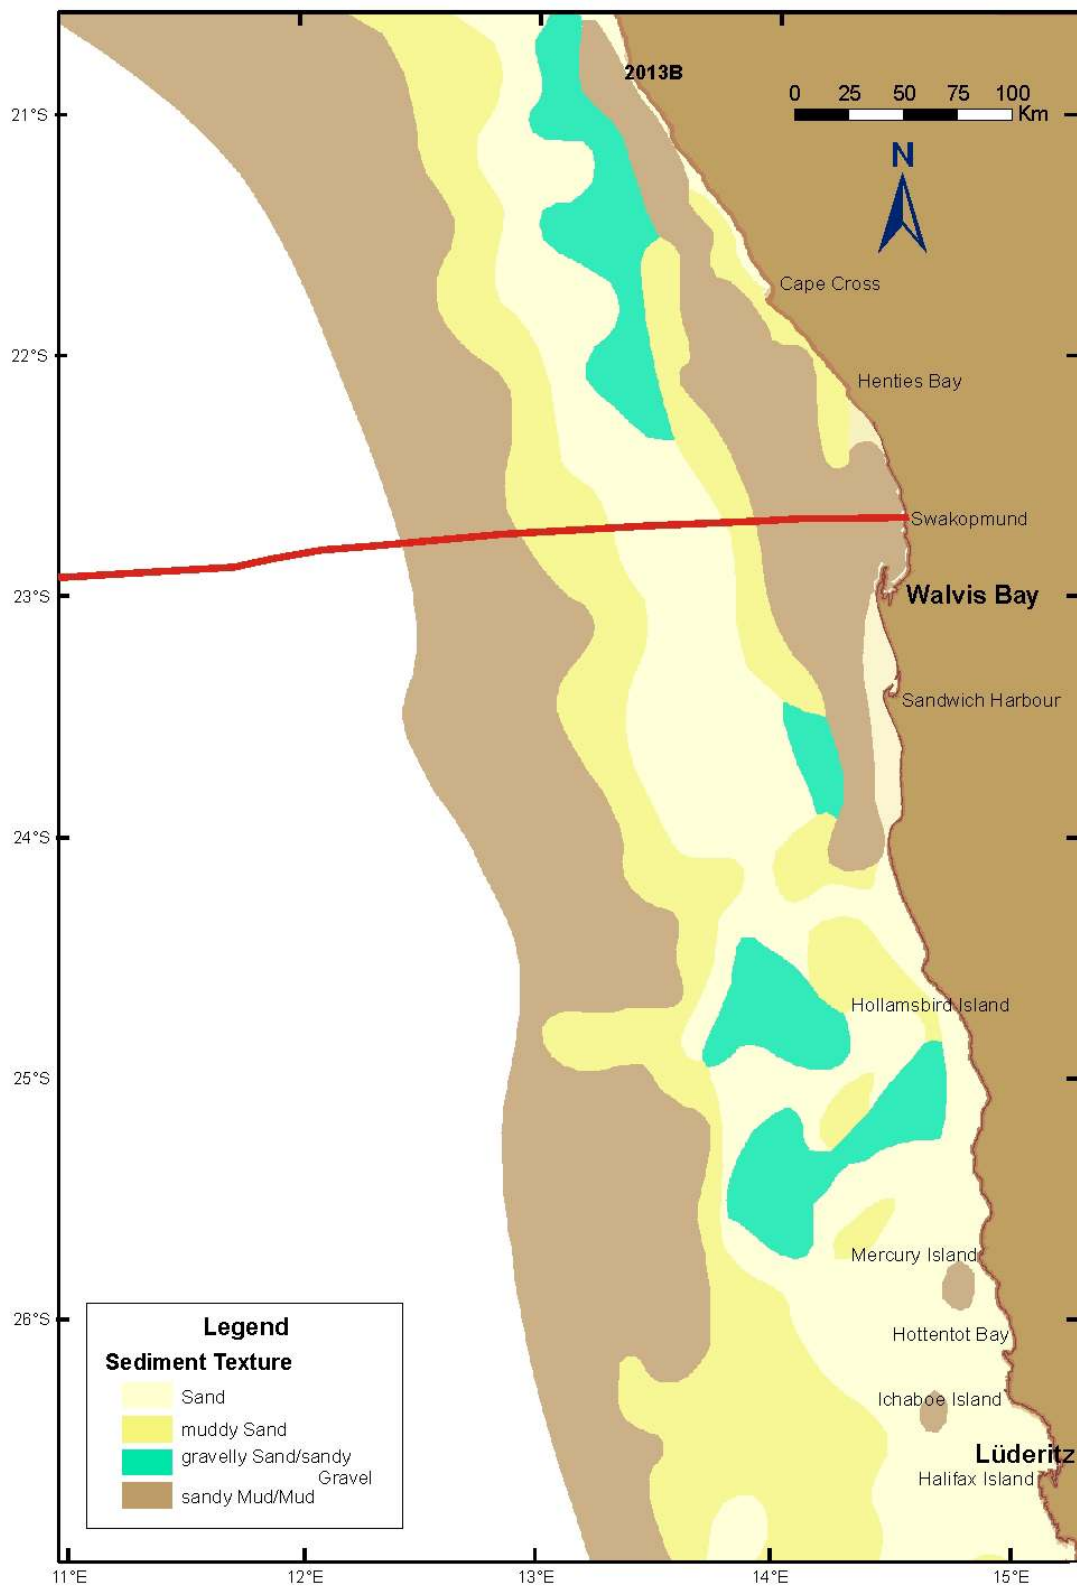 2013B
0 25 50 75 100
Km
N
21°S
Cape Cross
22°S
Henties Bay
Swakopmund
23°S
Walvis Bay
Sandwich Harbour
24°S
Hollamsbird Island
25°S
Mercury Island
26°S
Hottentot Bay
Ichaboe Island
Lüderitz
Halifax Island
Legend
Sediment Texture
Sand
muddy Sand
gravelly Sand/sandy
Gravel
sandy Mud/Mud
11°E 12°E 13°E 14°E 15°E